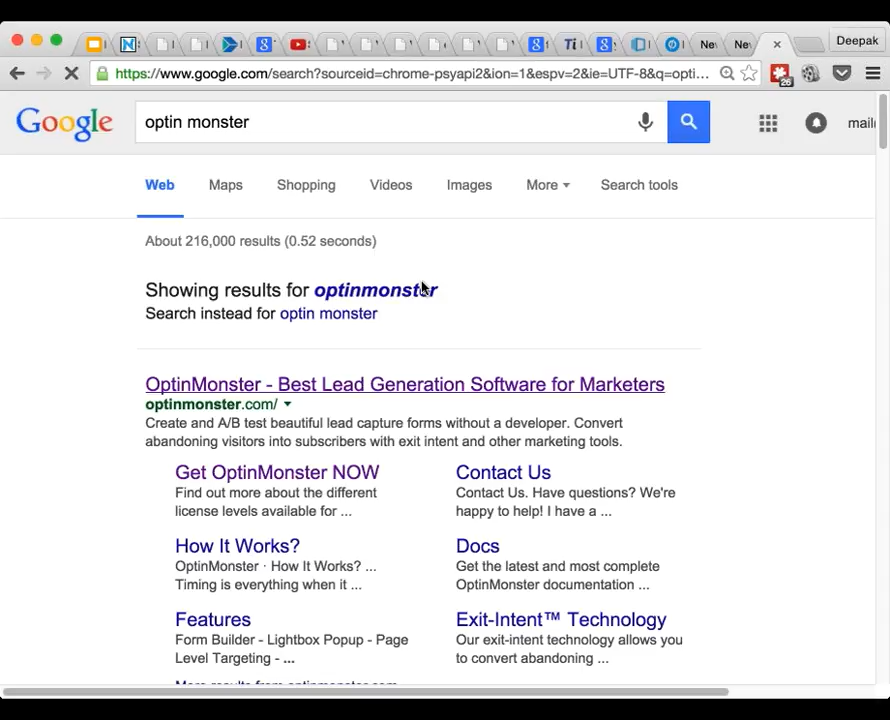 Deepak
https://www.google.com/search?sourceid=chrome-psyapi2&ion=1&espv=2&ie=UTF-8&q=opti...
Google
optin monster
Web Maps Shopping Videos Images More Search tools
About 216,000 results (0.52 seconds)
Showing results for optinmonster
Search instead for optin monster
OptinMonster - Best Lead Generation Software for Marketers
optinmonster.com/
Create and A/B test beautiful lead capture forms without a developer. Convert
abandoning visitors into subscribers with exit intent and other marketing tools.
Get OptinMonster NOW
Find out more about the different
license levels available for ...
Contact Us
Contact Us. Have questions? We're
happy to help! I have a ...
How It Works?
OptinMonster · How It Works? ...
Timing is everything when it ...
Docs
Get the latest and most complete
OptinMonster documentation ...
Features
Form Builder - Lightbox Popup - Page
Level Targeting - ...
Exit-Intent™ Technology
Our exit-intent technology allows you
to convert abandoning ...
More results from optinmonster.com